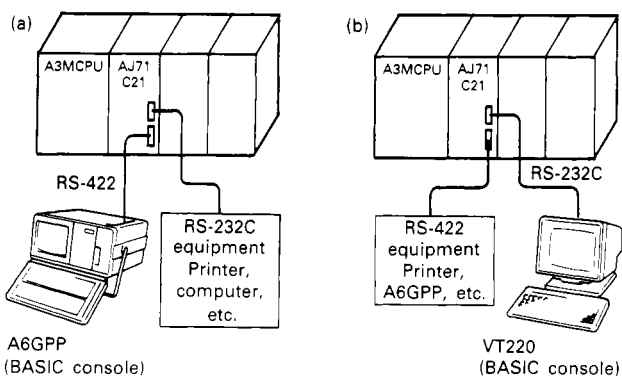 (a)
A3MCPU
AJ71
C21
RS-422
RS-232C
equipment
Printer,
computer,
etc.
A6GPP
(BASIC console)
(b)
A3MCPU
AJ71
C21
RS-232C
RS-422
equipment
Printer,
A6GPP, etc.
VT220
(BASIC console)